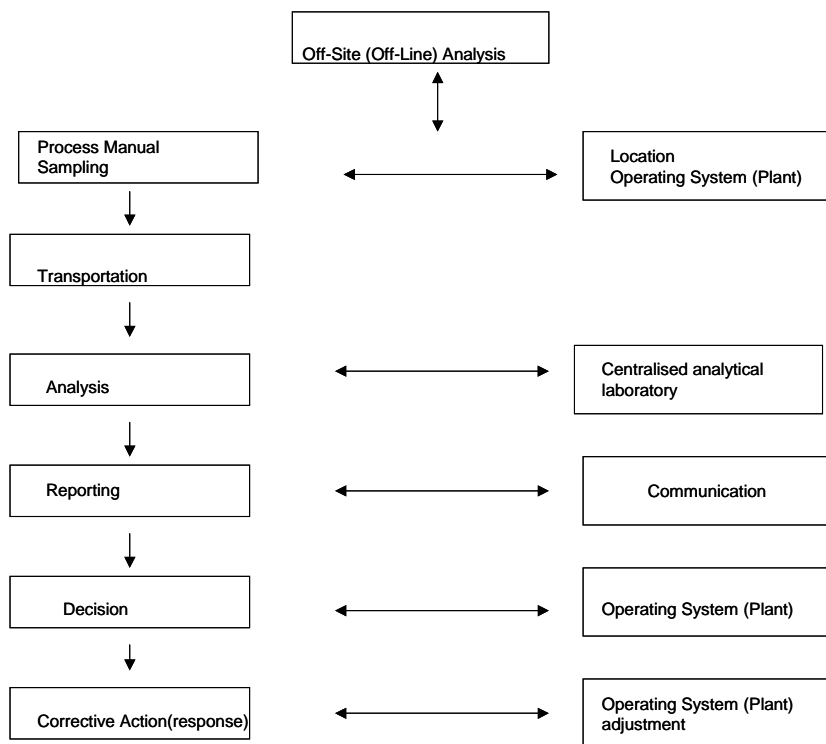 Off-Site (Off-Line) Analysis
Process Manual
Sampling
Location
Operating System (Plant)
Transportation
Analysis
Centralised analytical
laboratory
Reporting
Communication
Decision
Operating System (Plant)
Corrective Action(response)
Operating System (Plant)
adjustment